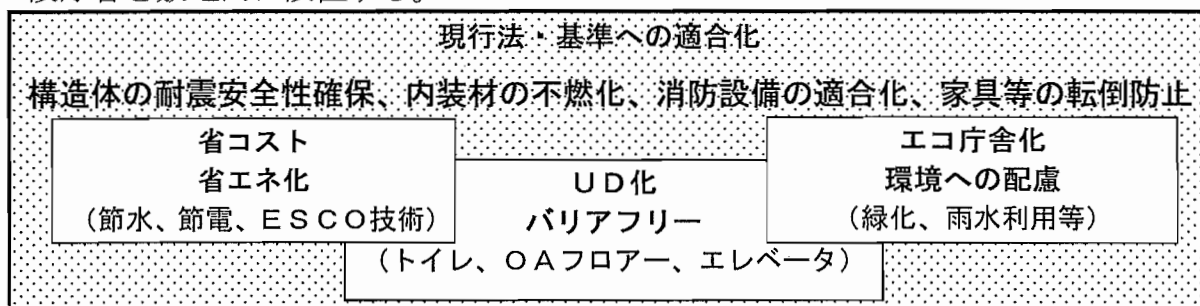 現行法・基準への適合化
構造体の耐震安全性確保、内装材の不燃化、消防設備の適合化、家具等の転倒防止
省コスト
省エネ化
（節水、節電、ＥＳＣＯ技術）
ＵＤ化
バリアフリー
（トイレ、ＯＡフロアー、エレベータ）
エコ庁舎化
環境への配慮
（緑化、雨水利用等）